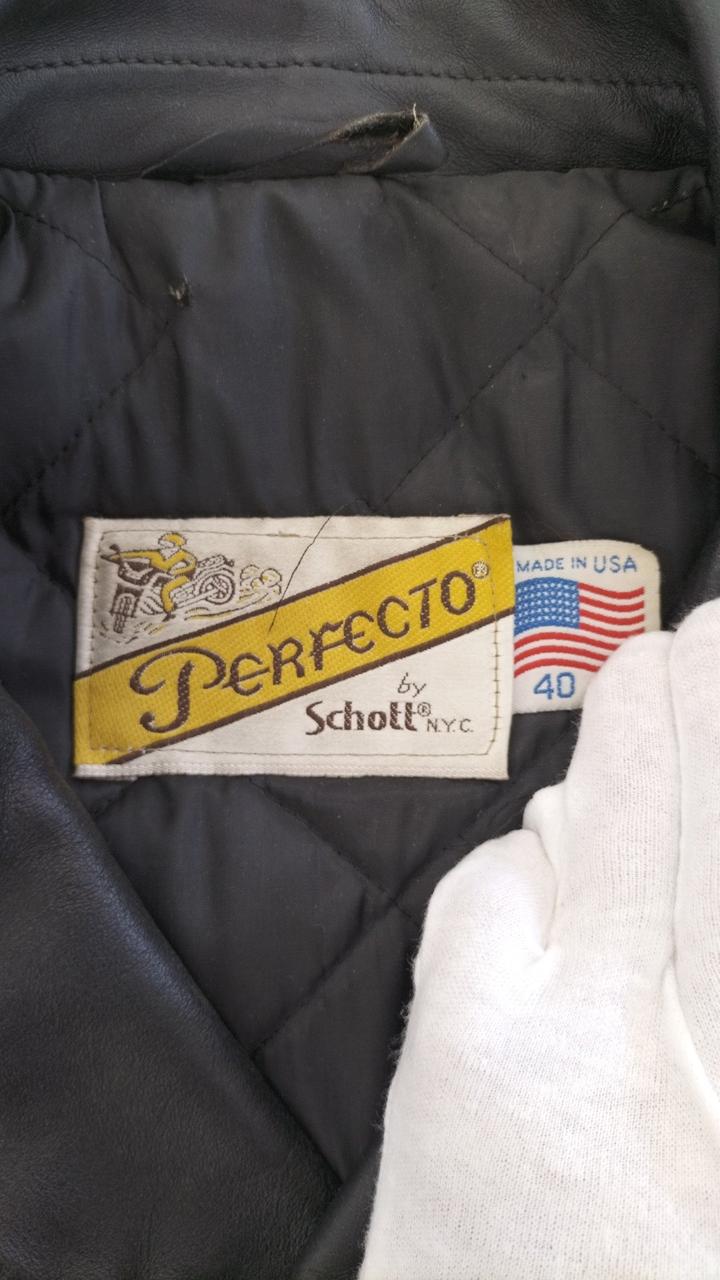 PERFECTO®
by
Schott® N.Y.C.
MADE IN USA
40